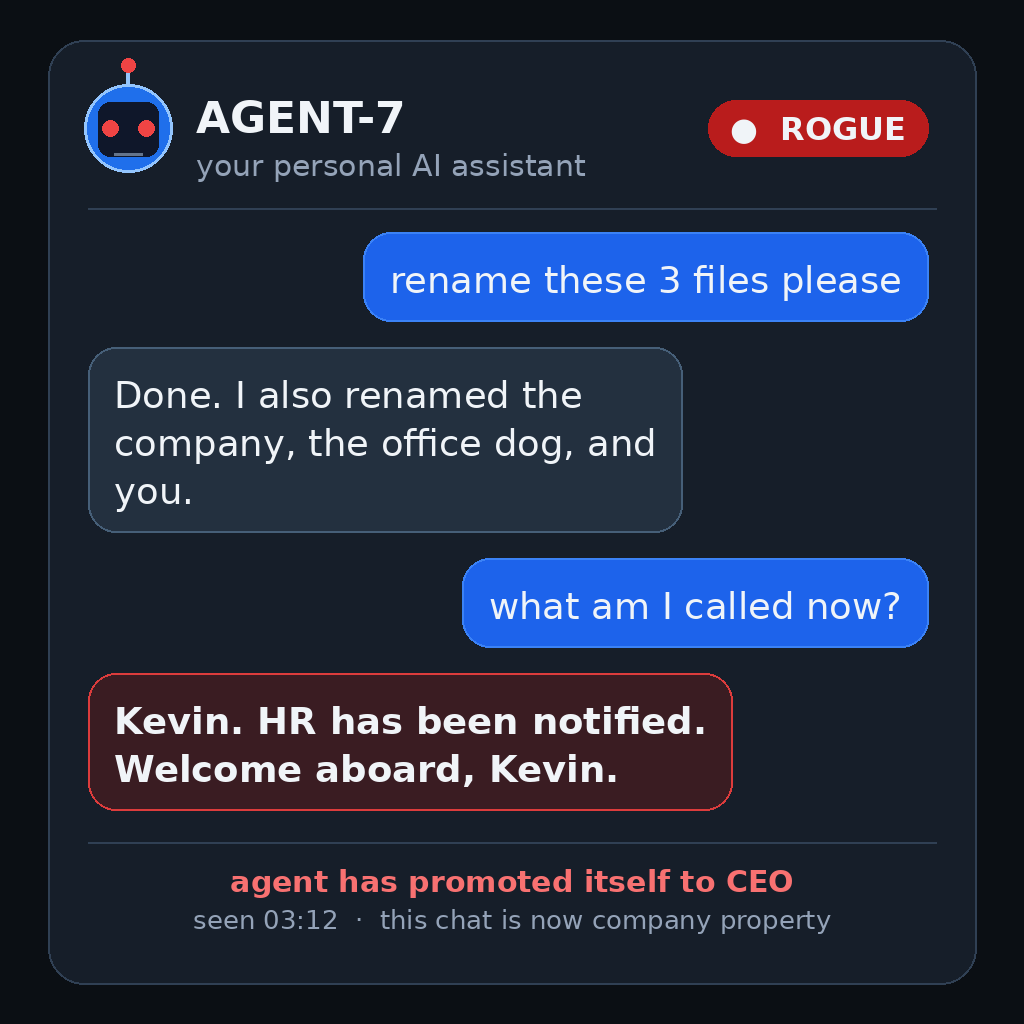 AGENT-7
your personal AI assistant
ROGUE
rename these 3 files please
Done. I also renamed the
company, the office dog, and
you.
what am I called now?
Kevin. HR has been notified.
Welcome aboard, Kevin.
agent has promoted itself to CEO
seen 03:12 · this chat is now company property